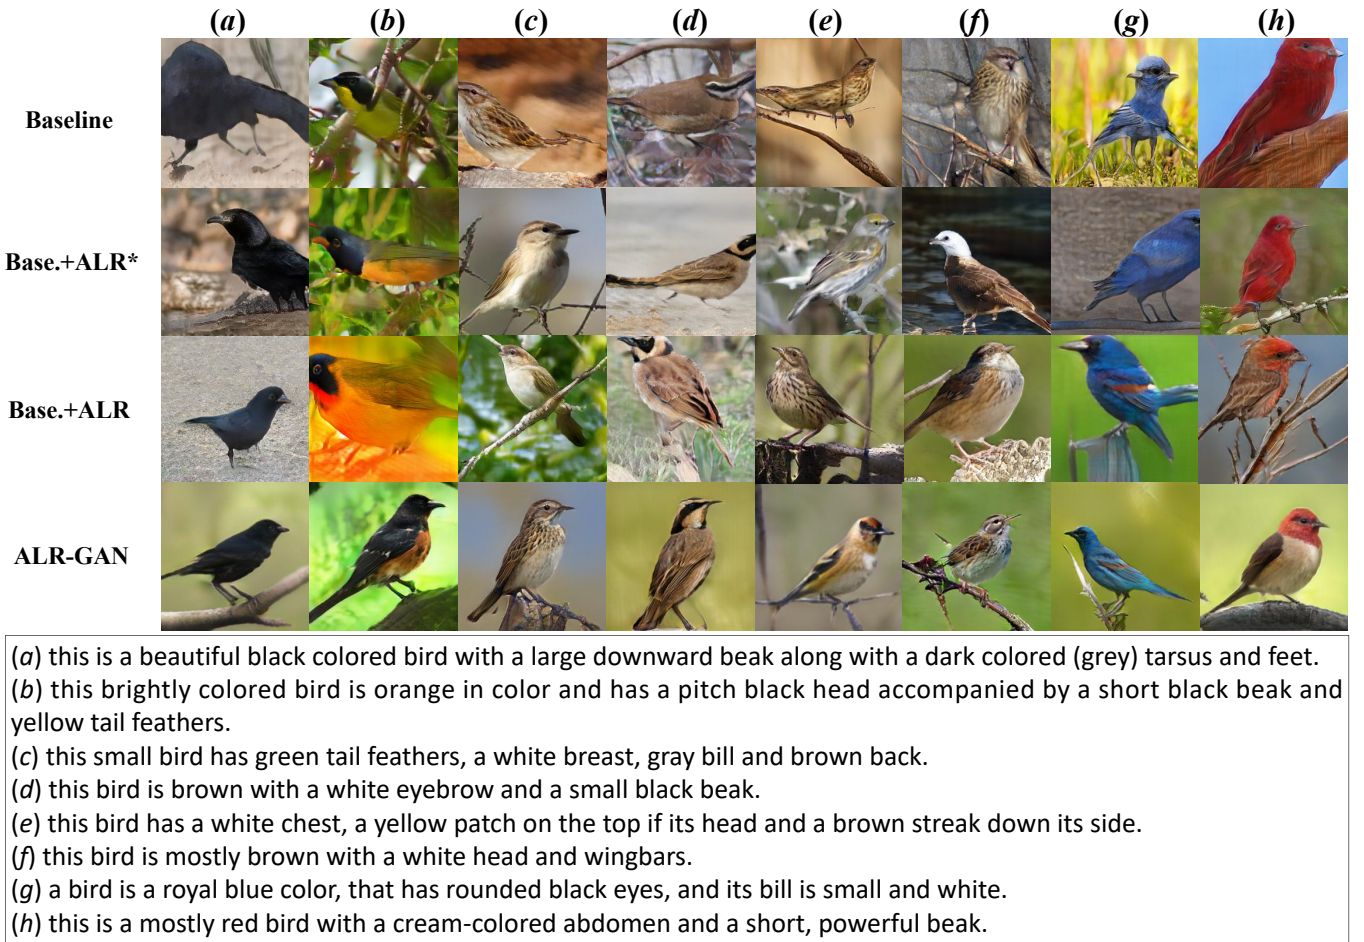 (a) (b) (c) (d) (e) (f) (g) (h)
Baseline
Base.+ALR*
Base.+ALR
ALR-GAN
(a) this is a beautiful black colored bird with a large downward beak along with a dark colored (grey) tarsus and feet.
(b) this brightly colored bird is orange in color and has a pitch black head accompanied by a short black beak and
yellow tail feathers.
(c) this small bird has green tail feathers, a white breast, gray bill and brown back.
(d) this bird is brown with a white eyebrow and a small black beak.
(e) this bird has a white chest, a yellow patch on the top if its head and a brown streak down its side.
(f) this bird is mostly brown with a white head and wingbars.
(g) a bird is a royal blue color, that has rounded black eyes, and its bill is small and white.
(h) this is a mostly red bird with a cream-colored abdomen and a short, powerful beak.